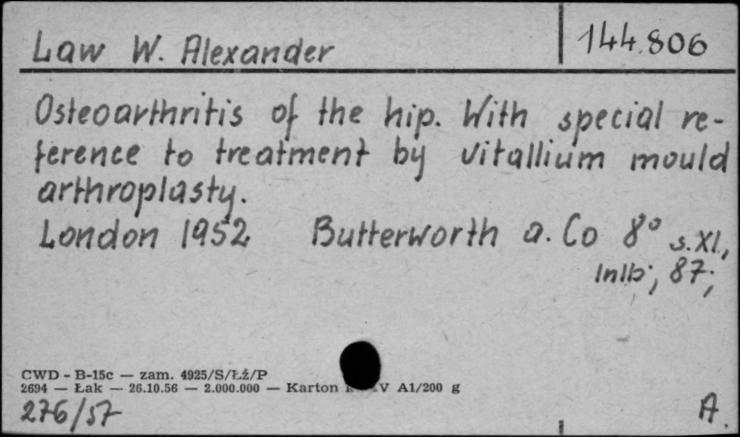 Law W. Alexander
144.806
Osteoarthritis of the hip. With special re-
ference to treatment by vitallium mould
arthroplasty.
London 1952 Butterworth a. Co 8° s. XI,
1nlb, 87;
CWD - B-15c — zam. 4925/S/ŁŹ/P
2694 — Łak — 26.10.56 — 2.000.000 — Karton V A1/200 g
276/57
A.